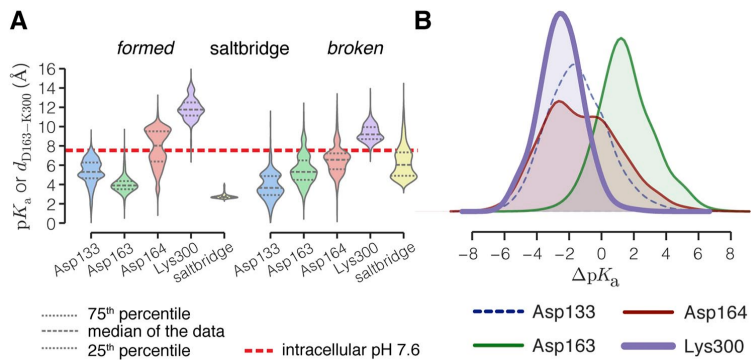 A
formed saltbridge broken
pKa or dD163−K300 (Å)
16
14
12
10
8
6
4
2
0
Asp133
Asp163
Asp164
Lys300
saltbridge
Asp133
Asp163
Asp164
Lys300
saltbridge
75th percentile
median of the data
25th percentile
intracellular pH 7.6
B
−8 −6 −4 −2 0 2 4 6 8
ΔpKa
Asp133
Asp164
Asp163
Lys300